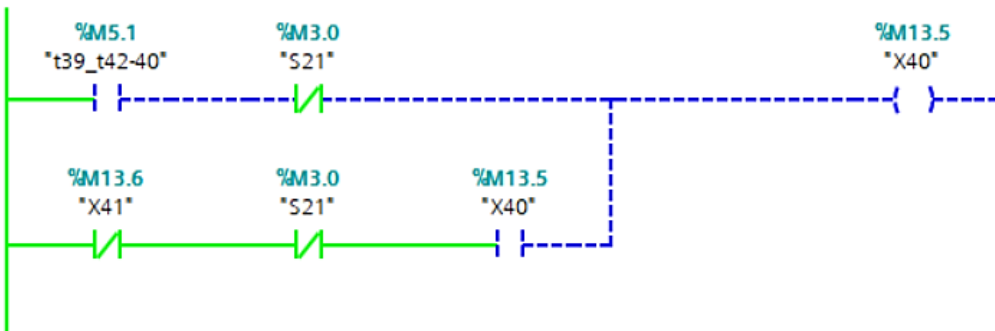 %M5.1 %M3.0 %M13.5
"t39_t42-40" "S21" "X40"
%M13.6 %M3.0 %M13.5
"X41" "S21" "X40"